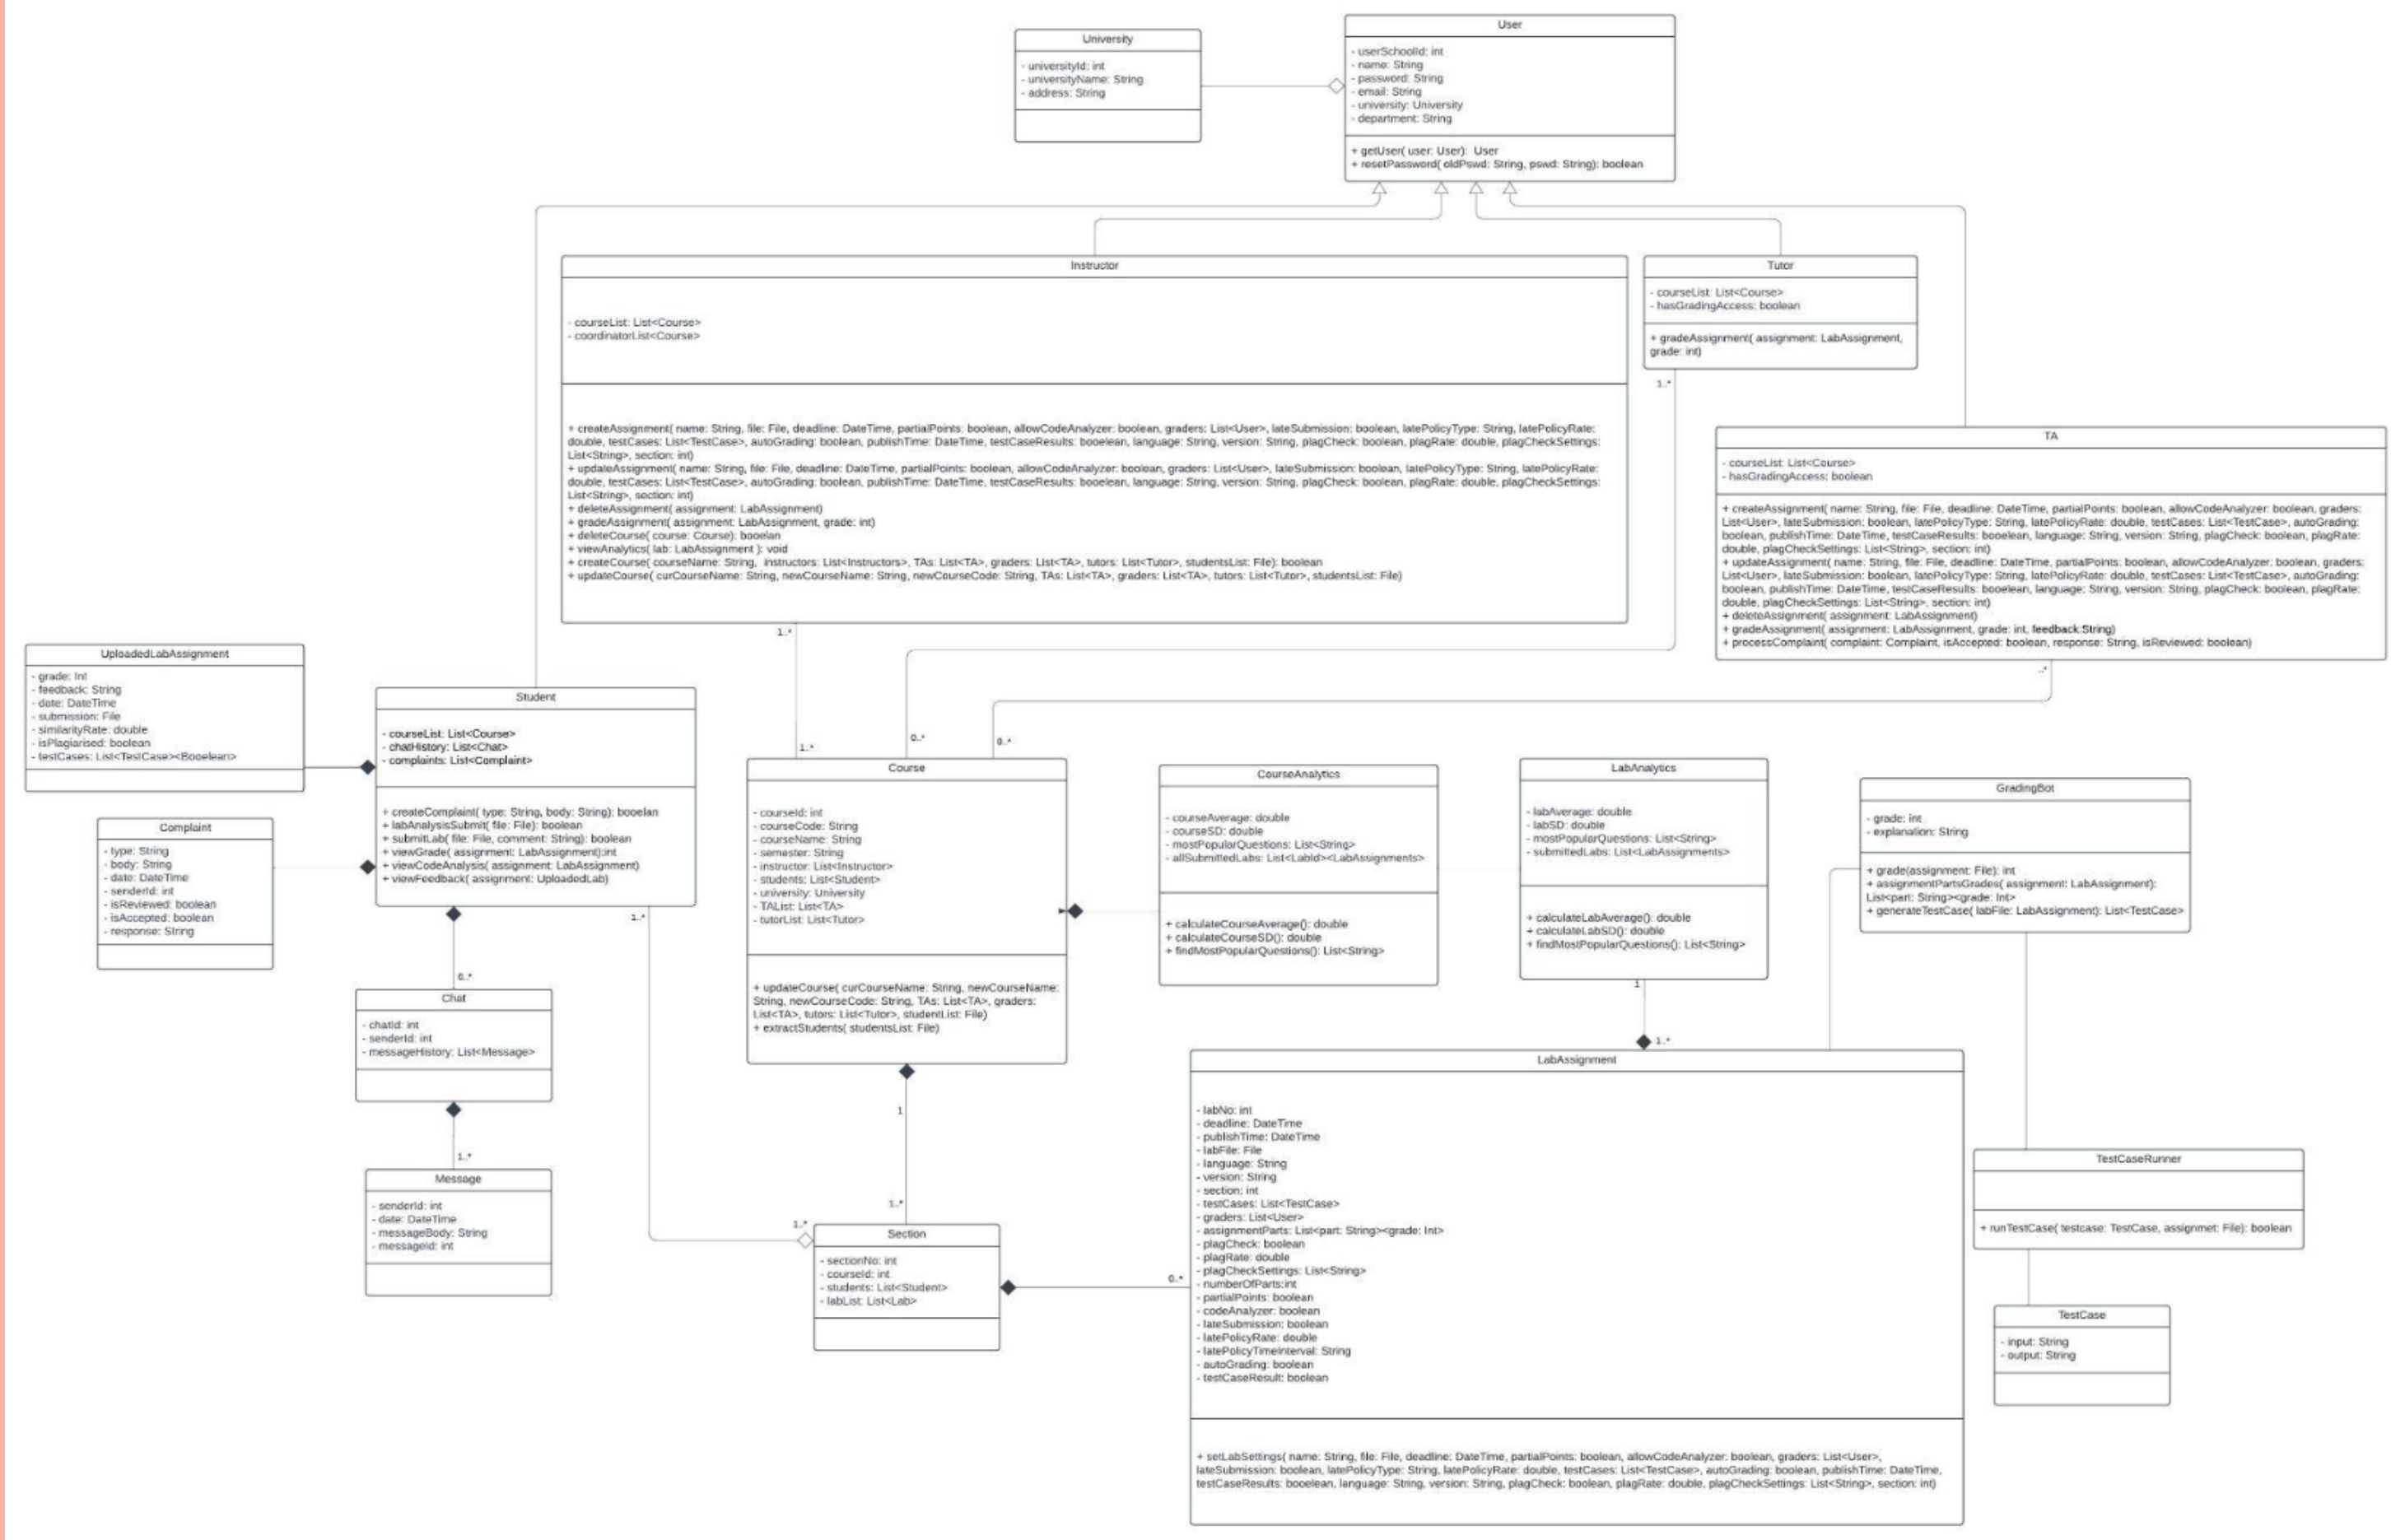 University
- universityId: int
- universityName: String
- address: String
User
- userSchoolId: int
- name: String
- password: String
- email: String
- university: University
- department: String
+ getUser( user: User):  User
+ resetPassword( oldPswd: String, pswd: String): boolean
Instructor
- courseList: List<Course>
- coordinatorList<Course>
+ createAssignment( name: String, file: File, deadline: DateTime, partialPoints: boolean, allowCodeAnalyzer: boolean, graders: List<User>, lateSubmission: boolean, latePolicyType: String, latePolicyRate:
double, testCases: List<TestCase>, autoGrading: boolean, publishTime: DateTime, testCaseResults: booelean, language: String, version: String, plagCheck: boolean, plagRate: double, plagCheckSettings:
List<String>, section: int)
+ updateAssignment( name: String, file: File, deadline: DateTime, partialPoints: boolean, allowCodeAnalyzer: boolean, graders: List<User>, lateSubmission: boolean, latePolicyType: String, latePolicyRate:
double, testCases: List<TestCase>, autoGrading: boolean, publishTime: DateTime, testCaseResults: booelean, language: String, version: String, plagCheck: boolean, plagRate: double, plagCheckSettings:
List<String>, section: int)
+ deleteAssignment( assignment: LabAssignment)
+ gradeAssignment( assignment: LabAssignment, grade: int)
+ deleteCourse( course: Course): booelan
+ viewAnalytics( lab: LabAssignment ): void
+ createCourse( courseName: String,  instructors: List<Instructors>, TAs: List<TA>, graders: List<TA>, tutors: List<Tutor>, studentsList: File): boolean
+ updateCourse( curCourseName: String, newCourseName: String, newCourseCode: String, TAs: List<TA>, graders: List<TA>, tutors: List<Tutor>, studentsList: File)
1..*
1..*
Tutor
- courseList: List<Course>
- hasGradingAccess: boolean
+ gradeAssignment( assignment: LabAssignment,
grade: int)
1..*
0..*
TA
- courseList: List<Course>
- hasGradingAccess: boolean
+ createAssignment( name: String, file: File, deadline: DateTime, partialPoints: boolean, allowCodeAnalyzer: boolean, graders:
List<User>, lateSubmission: boolean, latePolicyType: String, latePolicyRate: double, testCases: List<TestCase>, autoGrading:
boolean, publishTime: DateTime, testCaseResults: booelean, language: String, version: String, plagCheck: boolean, plagRate:
double, plagCheckSettings: List<String>, section: int)
+ updateAssignment( name: String, file: File, deadline: DateTime, partialPoints: boolean, allowCodeAnalyzer: boolean, graders:
List<User>, lateSubmission: boolean, latePolicyType: String, latePolicyRate: double, testCases: List<TestCase>, autoGrading:
boolean, publishTime: DateTime, testCaseResults: booelean, language: String, version: String, plagCheck: boolean, plagRate:
double, plagCheckSettings: List<String>, section: int)
+ deleteAssignment( assignment: LabAssignment)
+ gradeAssignment( assignment: LabAssignment, grade: int, feedback:String)
+ processComplaint( complaint: Complaint, isAccepted: boolean, response: String, isReviewed: boolean)
..*
0..*
UploadedLabAssignment
- grade: Int
- feedback: String
- date: DateTime
- submission: File
- similarityRate: double
- isPlagiarised: boolean
- testCases: List<TestCase><Booelean>
Student
- courseList: List<Course>
- chatHistory: List<Chat>
- complaints: List<Complaint>
+ createComplaint( type: String, body: String): booelan
+ labAnalysisSubmit( file: File): boolean
+ submitLab( file: File, comment: String): boolean
+ viewGrade( assignment: LabAssignment):int
+ viewCodeAnalysis( assignment: LabAssignment)
+ viewFeedback( assignment: UploadedLab)
1..*
Complaint
- type: String
- body: String
- date: DateTime
- senderId: int
- isReviewed: boolean
- isAccepted: boolean
- response: String
0..*
Chat
- chatId: int
- senderId: int
- messageHistory: List<Message>
1..*
Message
- senderId: int
- date: DateTime
- messageBody: String
- messageId: int
Course
- courseId: int
- courseCode: String
- courseName: String
- semester: String
- instructor: List<Instructor>
- students: List<Student>
- university: University
- TAList: List<TA>
- tutorList: List<Tutor>
+ updateCourse( curCourseName: String, newCourseName:
String, newCourseCode: String, TAs: List<TA>, graders:
List<TA>, tutors: List<Tutor>, studentList: File)
+ extractStudents( studentsList: File)
1
1..*
1..*
Section
- sectionNo: int
- courseId: int
- students: List<Student>
- labList: List<Lab>
0..*
CourseAnalytics
- courseAverage: double
- courseSD: double
- mostPopularQuestions: List<String>
- allSubmittedLabs: List<LabId><LabAssignments>
+ calculateCourseAverage(): double
+ calculateCourseSD(): double
+ findMostPopularQuestions(): List<String>
LabAnalytics
- labAverage: double
- labSD: double
- mostPopularQuestions: List<String>
- submittedLabs: List<LabAssignments>
+ calculateLabAverage(): double
+ calculateLabSD(): double
+ findMostPopularQuestions(): List<String>
1
1..*
GradingBot
- grade: int
- explanation: String
+ grade(assignment: File): int
+ assignmentPartsGrades( assignment: LabAssignment):
List<part: String><grade: Int>
+ generateTestCase( labFile: LabAssignment): List<TestCase>
LabAssignment
- labNo: int
- deadline: DateTime
- publishTime: DateTime
- labFile: File
- language: String
- version: String
- section: int
- testCases: List<TestCase>
- graders: List<User>
- assignmentParts: List<part: String><grade: Int>
- plagCheck: boolean
- plagRate: double
- plagCheckSettings: List<String>
- numberOfParts:int
- partialPoints: boolean
- codeAnalyzer: boolean
- lateSubmission: boolean
- latePolicyRate: double
- latePolicyTimeInterval: String
- autoGrading: boolean
- testCaseResult: boolean
+ setLabSettings( name: String, file: File, deadline: DateTime, partialPoints: boolean, allowCodeAnalyzer: boolean, graders: List<User>,
lateSubmission: boolean, latePolicyType: String, latePolicyRate: double, testCases: List<TestCase>, autoGrading: boolean, publishTime: DateTime,
testCaseResults: booelean, language: String, version: String, plagCheck: boolean, plagRate: double, plagCheckSettings: List<String>, section: int)
TestCaseRunner
+ runTestCase( testcase: TestCase, assignmet: File): boolean
TestCase
- input: String
- output: String